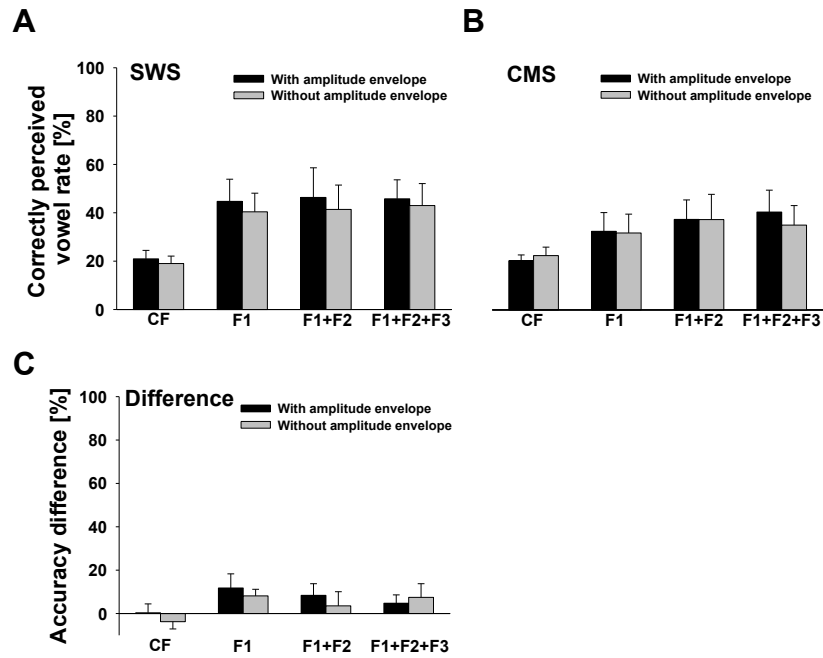 A
SWS
With amplitude envelope
Without amplitude envelope
Correctly perceived
vowel rate [%]
100
80
60
40
20
0
CF
F1
F1+F2
F1+F2+F3
B
CMS
With amplitude envelope
Without amplitude envelope
CF
F1
F1+F2
F1+F2+F3
C
Difference
With amplitude envelope
Without amplitude envelope
Accuracy difference [%]
100
80
60
40
20
0
CF
F1
F1+F2
F1+F2+F3